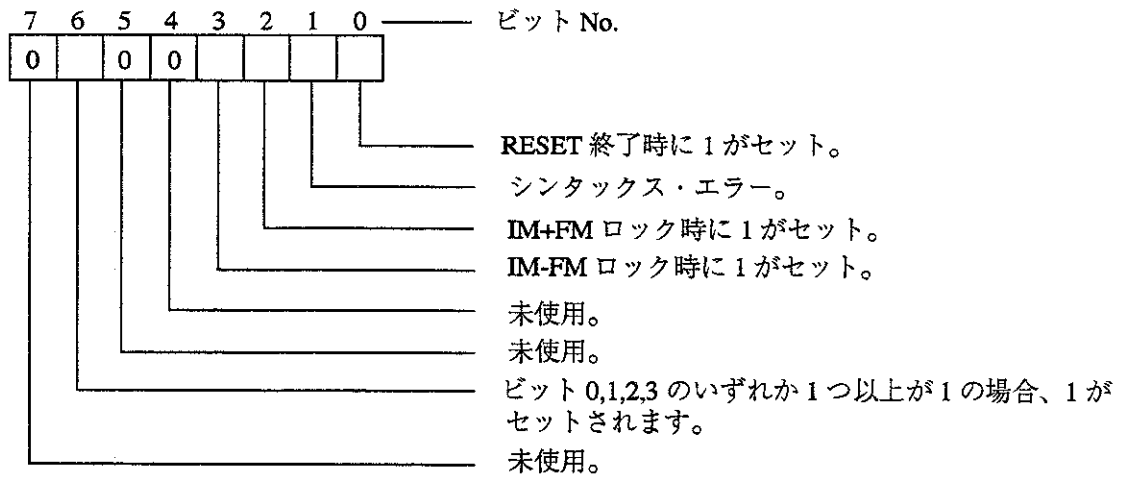 7 6 5 4 3 2 1 0 ビット No.
0 0 0
RESET 終了時に 1 がセット。
シンタックス・エラー。
IM+FM ロック時に 1 がセット。
IM-FM ロック時に 1 がセット。
未使用。
未使用。
ビット 0,1,2,3 のいずれか 1 つ以上が 1 の場合、1 が
セットされます。
未使用。